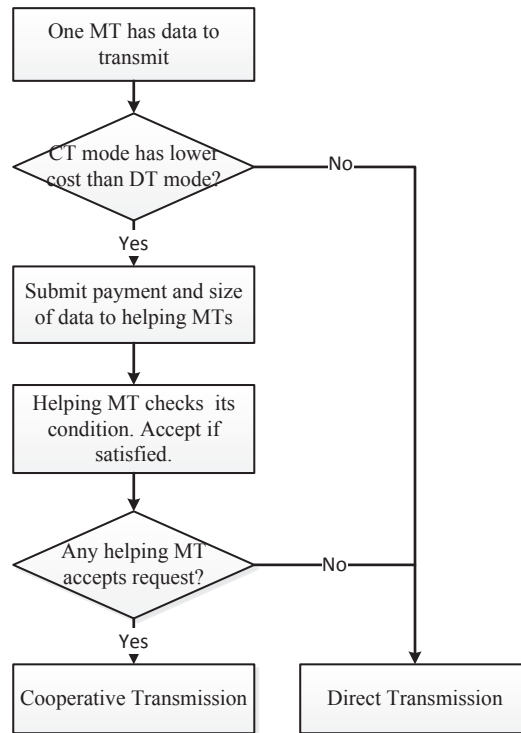 One MT has data to
transmit
CT mode has lower
cost than DT mode?
No
Yes
Submit payment and size
of data to helping MTs
Helping MT checks its
condition. Accept if
satisfied.
Any helping MT
accepts request?
No
Yes
Cooperative Transmission
Direct Transmission